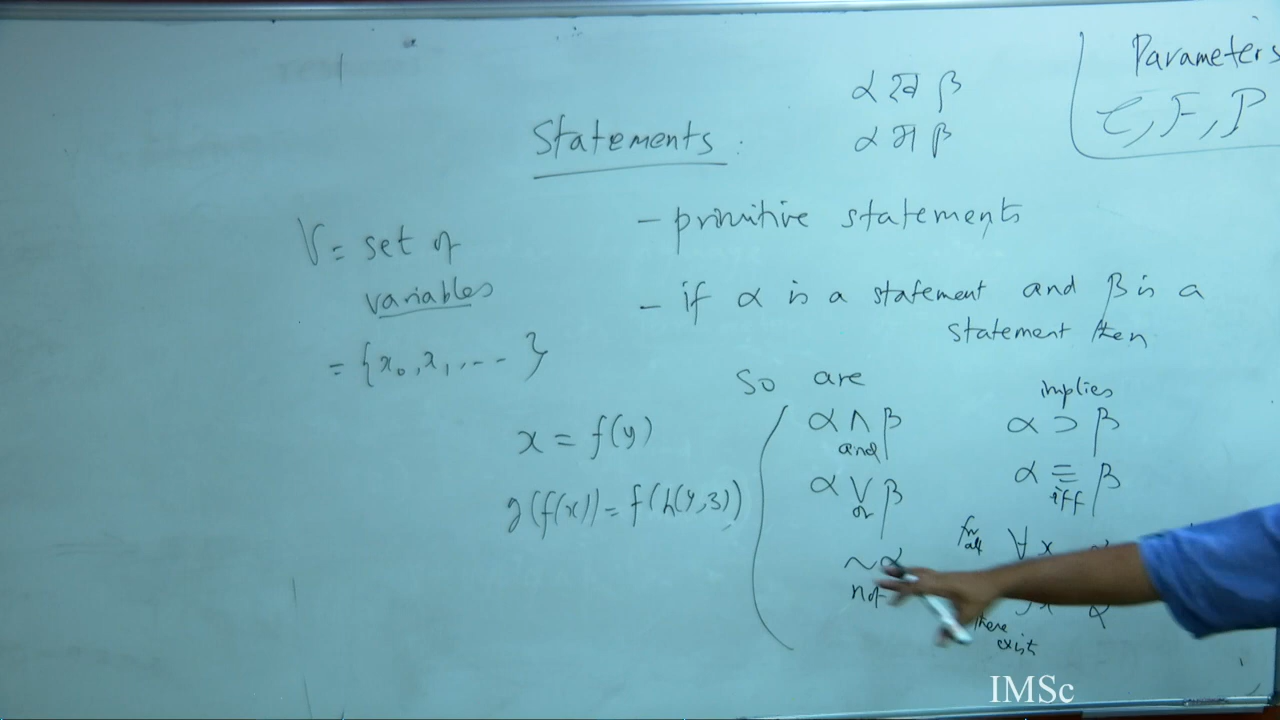 Parameters
C, F, P
α β
α β
Statements :
V = set of
variables
= {x₀, x₁, ... }
- primitive statements
- if α is a statement and β is a
statement then
so are
α ∧ β
and
α ∨ β
or
~α
not
implies
α ⊃ β
α ≡ β
iff
for all ∀ x α
x α
there
exist
x = f(y)
g(f(x)) = f(h(y,3))
IMSc